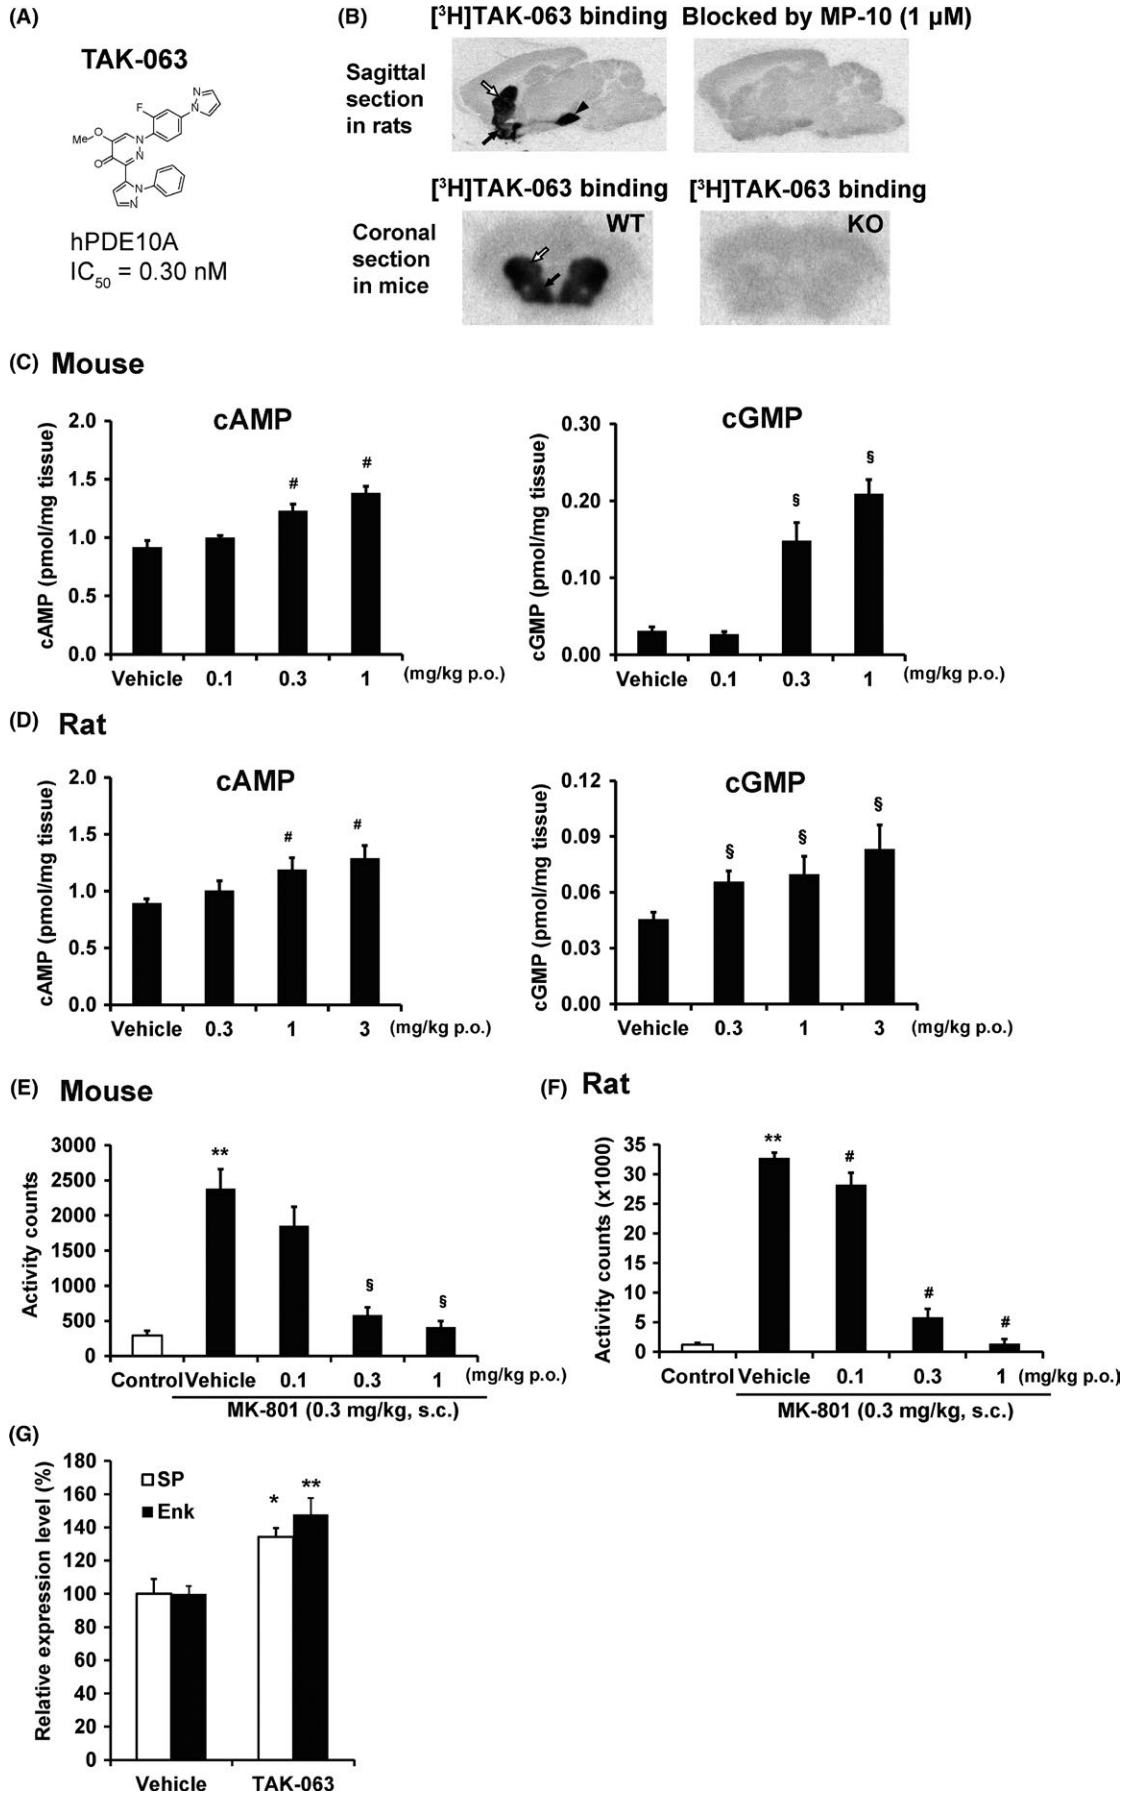 (A)
TAK-063
F
N
N
MeO
N
N
O
N
N
hPDE10A
IC50 = 0.30 nM
(B)
[³H]TAK-063 binding
Blocked by MP-10 (1 µM)
Sagittal
section
in rats
[³H]TAK-063 binding
[³H]TAK-063 binding
Coronal
section
in mice
WT
KO
(C) Mouse
cAMP
cAMP (pmol/mg tissue)
2.0
1.5
1.0
0.5
0.0
#
#
Vehicle 0.1 0.3 1 (mg/kg p.o.)
cGMP
cGMP (pmol/mg tissue)
0.30
0.20
0.10
0.00
§
§
Vehicle 0.1 0.3 1 (mg/kg p.o.)
(D) Rat
cAMP
cAMP (pmol/mg tissue)
2.0
1.5
1.0
0.5
0.0
#
#
Vehicle 0.3 1 3 (mg/kg p.o.)
cGMP
cGMP (pmol/mg tissue)
0.12
0.09
0.06
0.03
0.00
§
§
§
Vehicle 0.3 1 3 (mg/kg p.o.)
(E) Mouse
Activity counts
3000
2500
2000
1500
1000
500
0
**
§
§
Control Vehicle 0.1 0.3 1 (mg/kg p.o.)
MK-801 (0.3 mg/kg, s.c.)
(F) Rat
Activity counts (x1000)
35
30
25
20
15
10
5
0
**
#
#
#
Control Vehicle 0.1 0.3 1 (mg/kg p.o.)
MK-801 (0.3 mg/kg, s.c.)
(G)
Relative expression level (%)
180
160
140
120
100
80
60
40
20
0
SP
Enk
*
**
Vehicle TAK-063